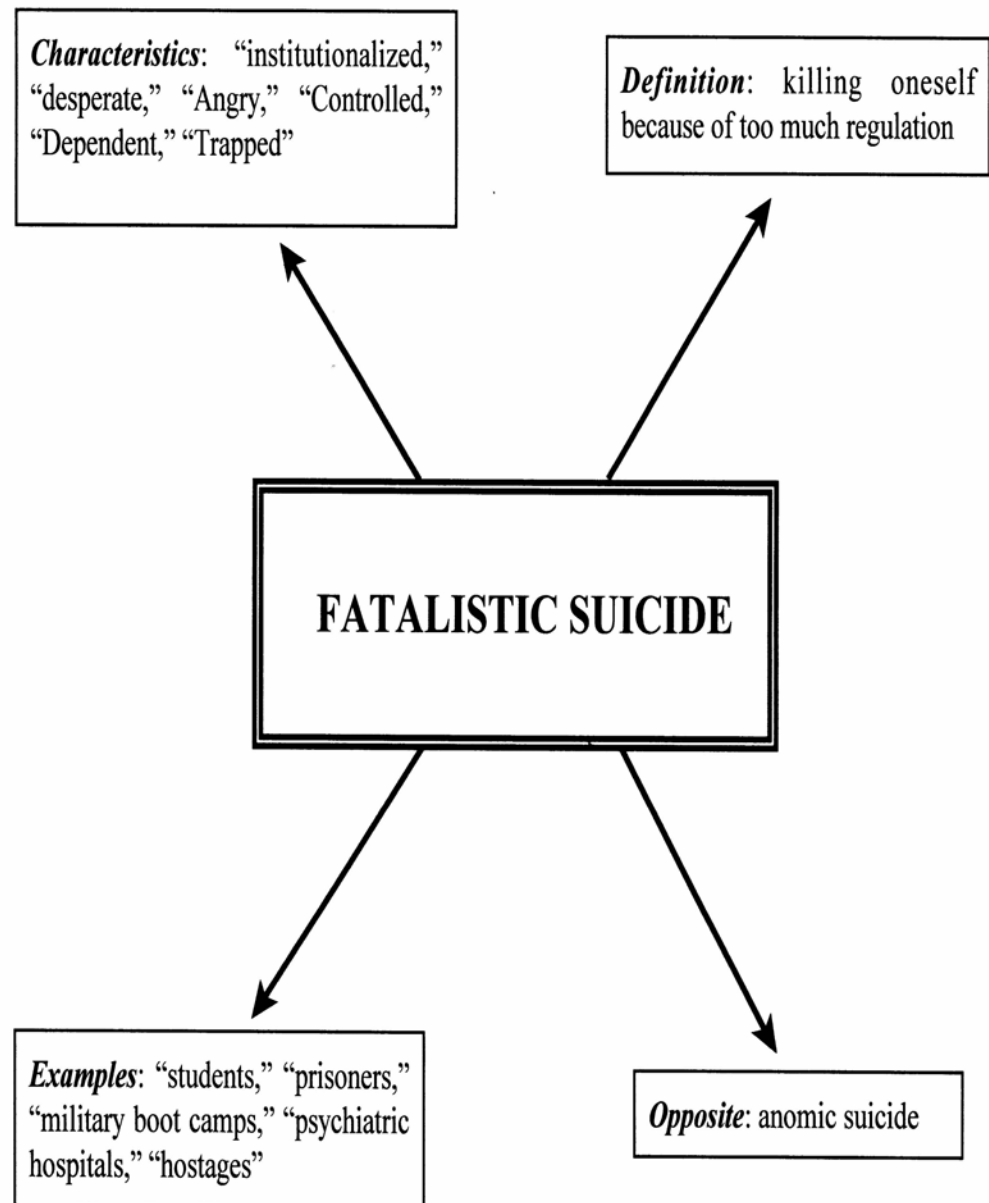 Characteristics: “institutionalized,”
“desperate,” “Angry,” “Controlled,”
“Dependent,” “Trapped”
Definition: killing oneself
because of too much regulation
FATALISTIC SUICIDE
Examples: “students,” “prisoners,”
“military boot camps,” “psychiatric
hospitals,” “hostages”
Opposite: anomic suicide